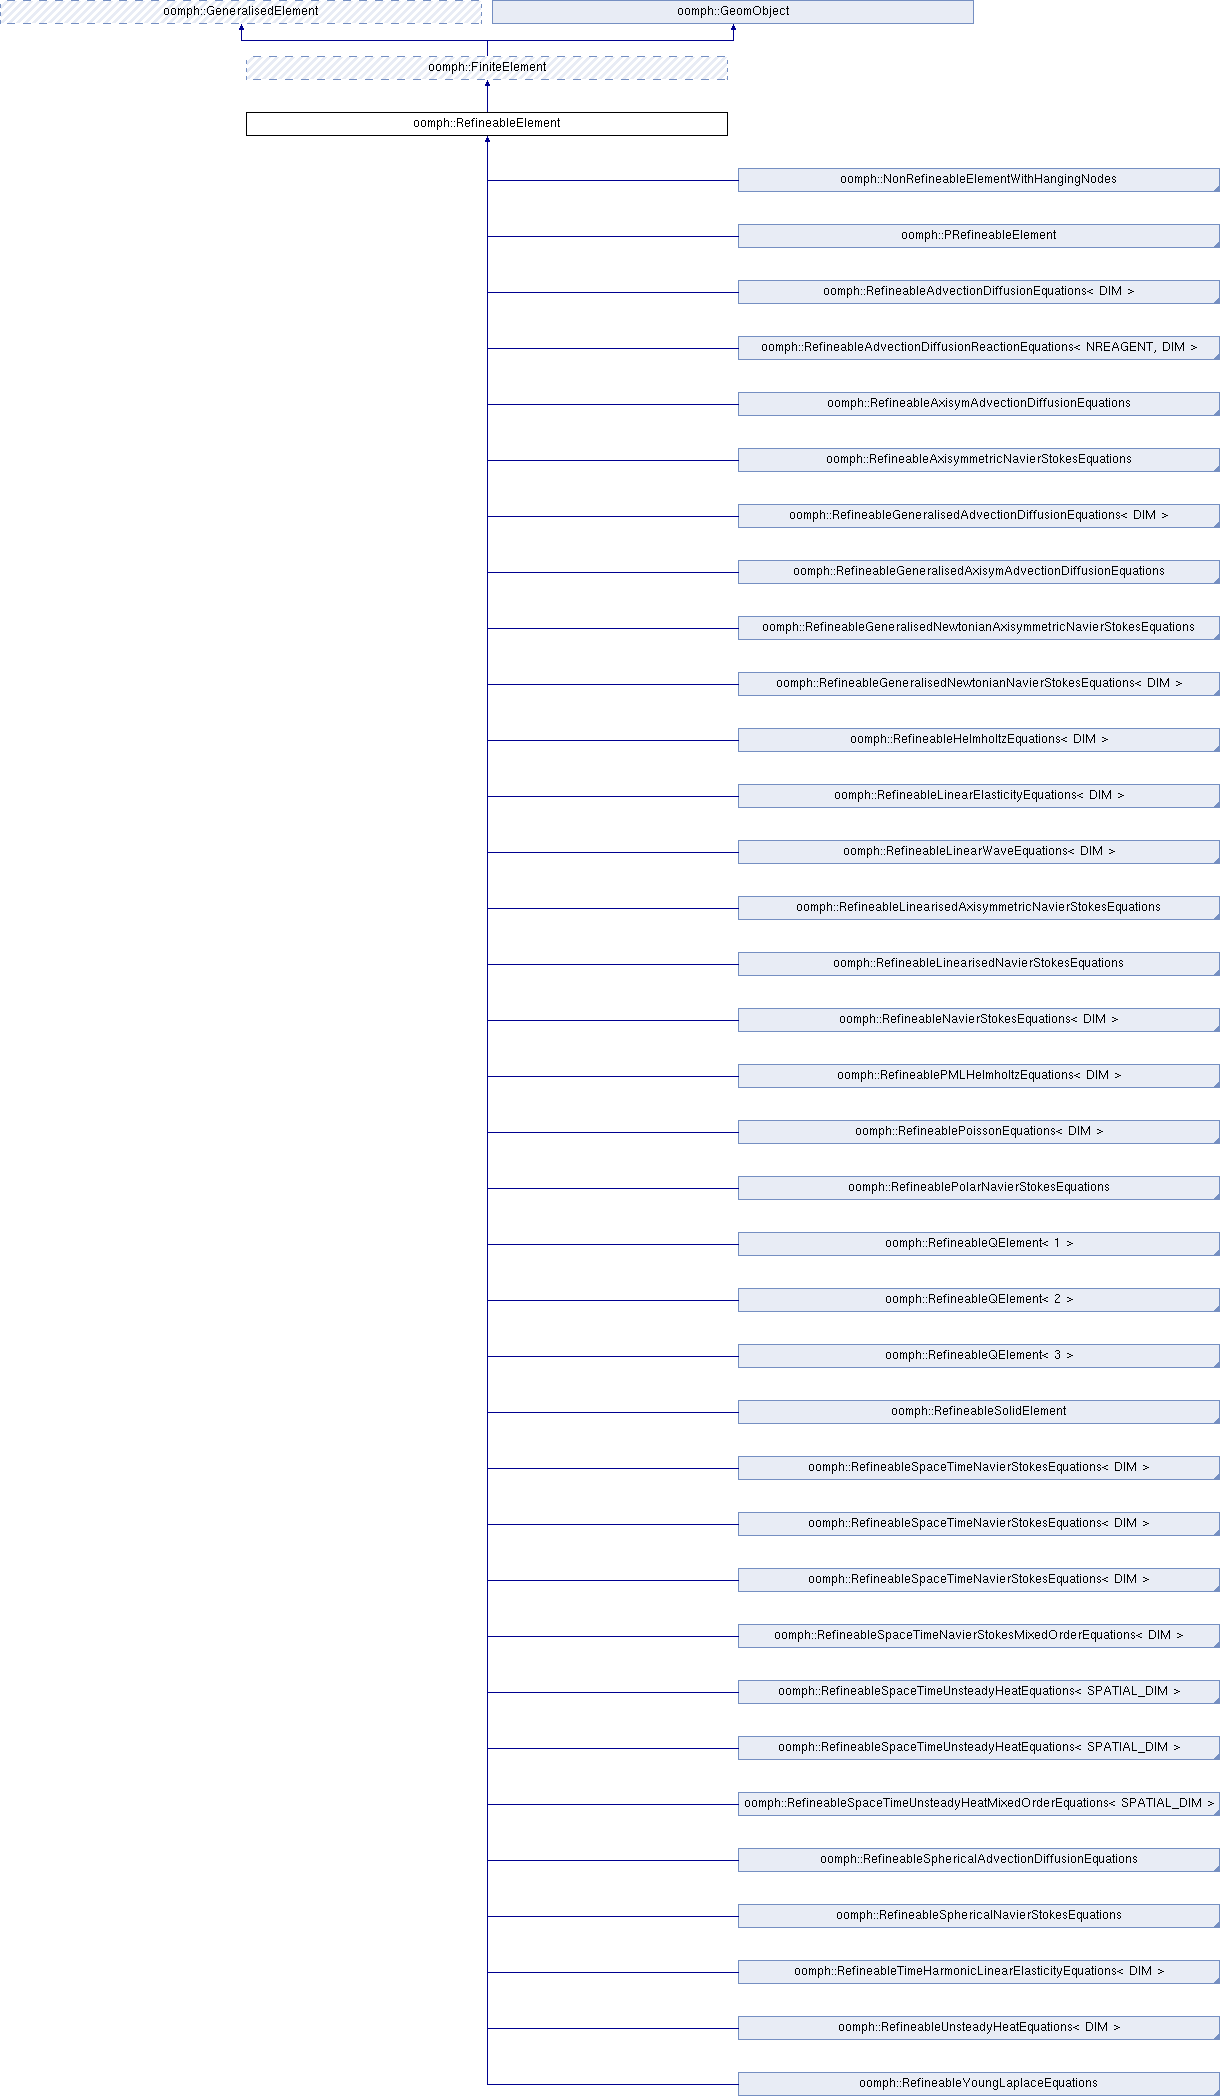 oomph::GeneralisedElement
oomph::GeomObject
oomph::FiniteElement
oomph::RefineableElement
oomph::NonRefineableElementWithHangingNodes
oomph::PRefineableElement
oomph::RefineableAdvectionDiffusionEquations< DIM >
oomph::RefineableAdvectionDiffusionReactionEquations< NREAGENT, DIM >
oomph::RefineableAxisymAdvectionDiffusionEquations
oomph::RefineableAxisymmetricNavierStokesEquations
oomph::RefineableGeneralisedAdvectionDiffusionEquations< DIM >
oomph::RefineableGeneralisedAxisymAdvectionDiffusionEquations
oomph::RefineableGeneralisedNewtonianAxisymmetricNavierStokesEquations
oomph::RefineableGeneralisedNewtonianNavierStokesEquations< DIM >
oomph::RefineableHelmholtzEquations< DIM >
oomph::RefineableLinearElasticityEquations< DIM >
oomph::RefineableLinearWaveEquations< DIM >
oomph::RefineableLinearisedAxisymmetricNavierStokesEquations
oomph::RefineableLinearisedNavierStokesEquations
oomph::RefineableNavierStokesEquations< DIM >
oomph::RefineablePMLHelmholtzEquations< DIM >
oomph::RefineablePoissonEquations< DIM >
oomph::RefineablePolarNavierStokesEquations
oomph::RefineableQElement< 1 >
oomph::RefineableQElement< 2 >
oomph::RefineableQElement< 3 >
oomph::RefineableSolidElement
oomph::RefineableSpaceTimeNavierStokesEquations< DIM >
oomph::RefineableSpaceTimeNavierStokesEquations< DIM >
oomph::RefineableSpaceTimeNavierStokesEquations< DIM >
oomph::RefineableSpaceTimeNavierStokesMixedOrderEquations< DIM >
oomph::RefineableSpaceTimeUnsteadyHeatEquations< SPATIAL_DIM >
oomph::RefineableSpaceTimeUnsteadyHeatEquations< SPATIAL_DIM >
oomph::RefineableSpaceTimeUnsteadyHeatMixedOrderEquations< SPATIAL_DIM >
oomph::RefineableSphericalAdvectionDiffusionEquations
oomph::RefineableSphericalNavierStokesEquations
oomph::RefineableTimeHarmonicLinearElasticityEquations< DIM >
oomph::RefineableUnsteadyHeatEquations< DIM >
oomph::RefineableYoungLaplaceEquations